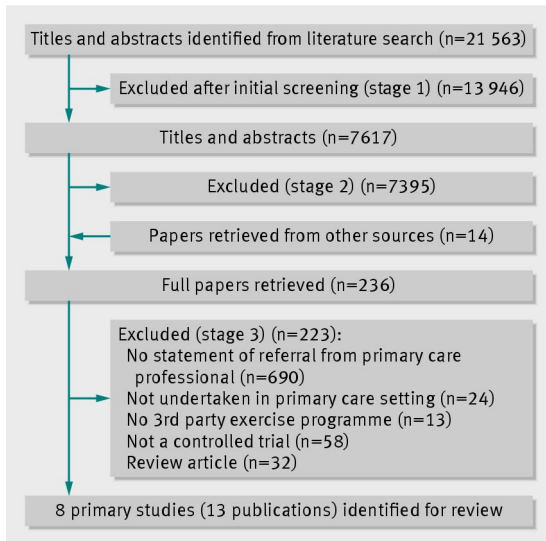 Titles and abstracts identified from literature search (n=21 563)
Excluded after initial screening (stage 1) (n=13 946)
Titles and abstracts (n=7617)
Excluded (stage 2) (n=7395)
Papers retrieved from other sources (n=14)
Full papers retrieved (n=236)
Excluded (stage 3) (n=223):
No statement of referral from primary care
professional (n=690)
Not undertaken in primary care setting (n=24)
No 3rd party exercise programme (n=13)
Not a controlled trial (n=58)
Review article (n=32)
8 primary studies (13 publications) identified for review